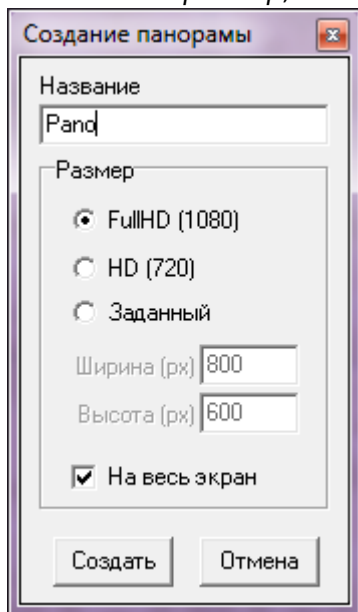 Создание панорамы
Название
Pano
Размер
FullHD (1080)
HD (720)
Заданный
Ширина (px) 800
Высота (px) 600
На весь экран
Создать Отмена